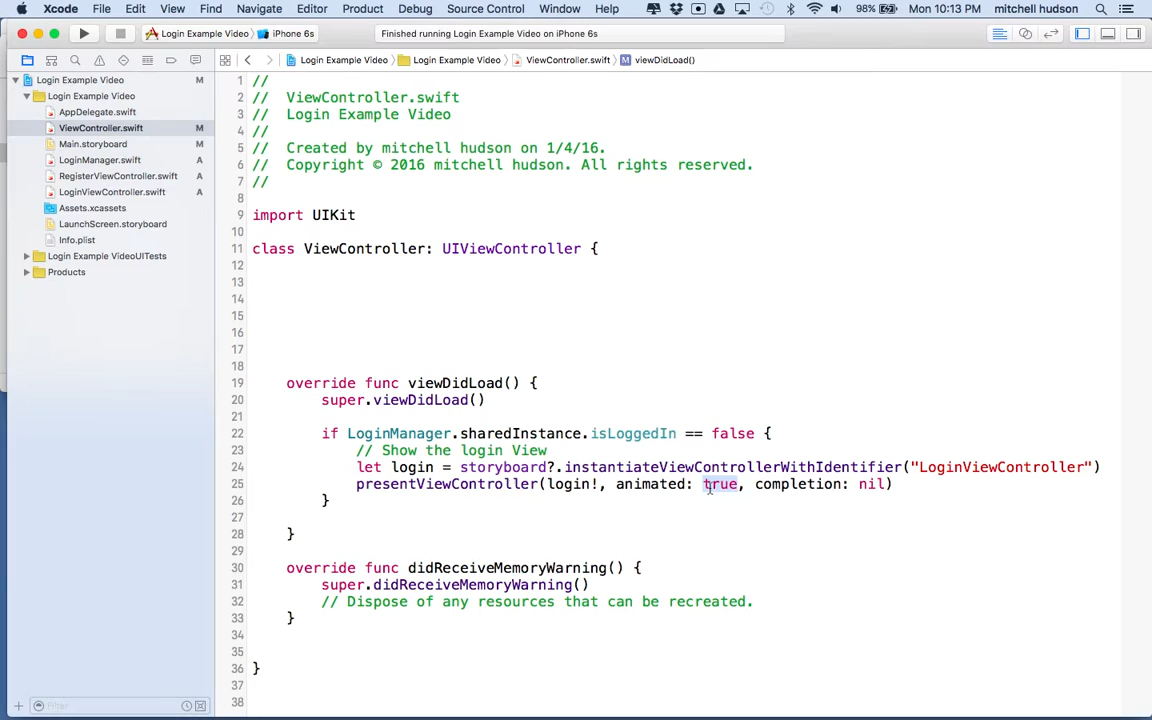 Xcode File Edit View Find Navigate Editor Product Debug Source Control Window Help 98% Mon 10:13 PM mitchell hudson
Login Example Video iPhone 6s Finished running Login Example Video on iPhone 6s
Login Example Video Login Example Video ViewController.swift M viewDidLoad()
Login Example Video M
Login Example Video
AppDelegate.swift
ViewController.swift M
Main.storyboard M
LoginManager.swift A
RegisterViewController.swift A
LoginViewController.swift A
Assets.xcassets
LaunchScreen.storyboard
Info.plist
Login Example VideoUITests
Products
Filter
1 //
2 // ViewController.swift
3 // Login Example Video
4 //
5 // Created by mitchell hudson on 1/4/16.
6 // Copyright © 2016 mitchell hudson. All rights reserved.
7 //
8
9 import UIKit
10
11 class ViewController: UIViewController {
12
13
14
15
16
17
18
19 override func viewDidLoad() {
20 super.viewDidLoad()
21
22 if LoginManager.sharedInstance.isLoggedIn == false {
23 // Show the login View
24 let login = storyboard?.instantiateViewControllerWithIdentifier("LoginViewController")
25 presentViewController(login!, animated: true, completion: nil)
26 }
27
28 }
29
30 override func didReceiveMemoryWarning() {
31 super.didReceiveMemoryWarning()
32 // Dispose of any resources that can be recreated.
33 }
34
35
36 }
37
38